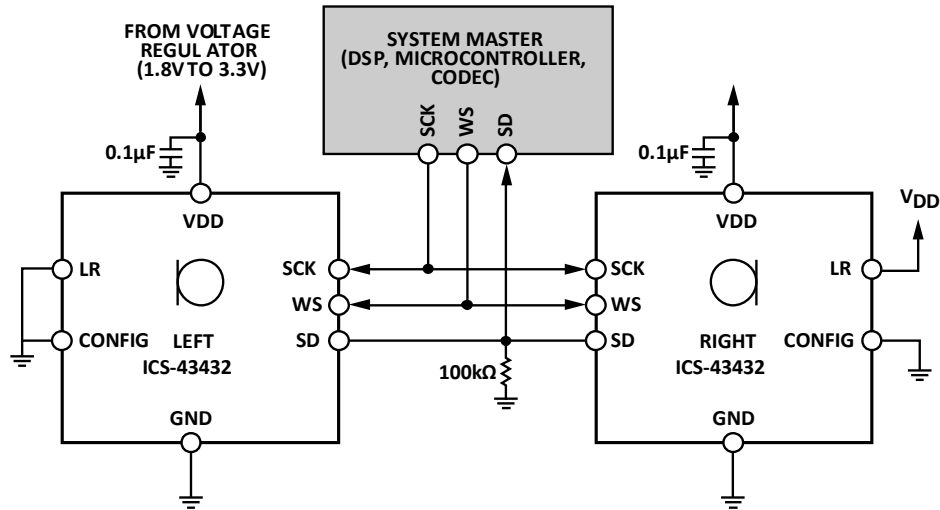 FROM VOLTAGE
REGUL ATOR
(1.8V TO 3.3V)
SYSTEM MASTER
(DSP, MICROCONTROLLER,
CODEC)
SCK
WS
SD
0.1µF
0.1µF
VDD
VDD
VDD
LR
SCK
SCK
LR
WS
WS
CONFIG
LEFT
SD
SD
RIGHT
CONFIG
ICS-43432
100kΩ
ICS-43432
GND
GND